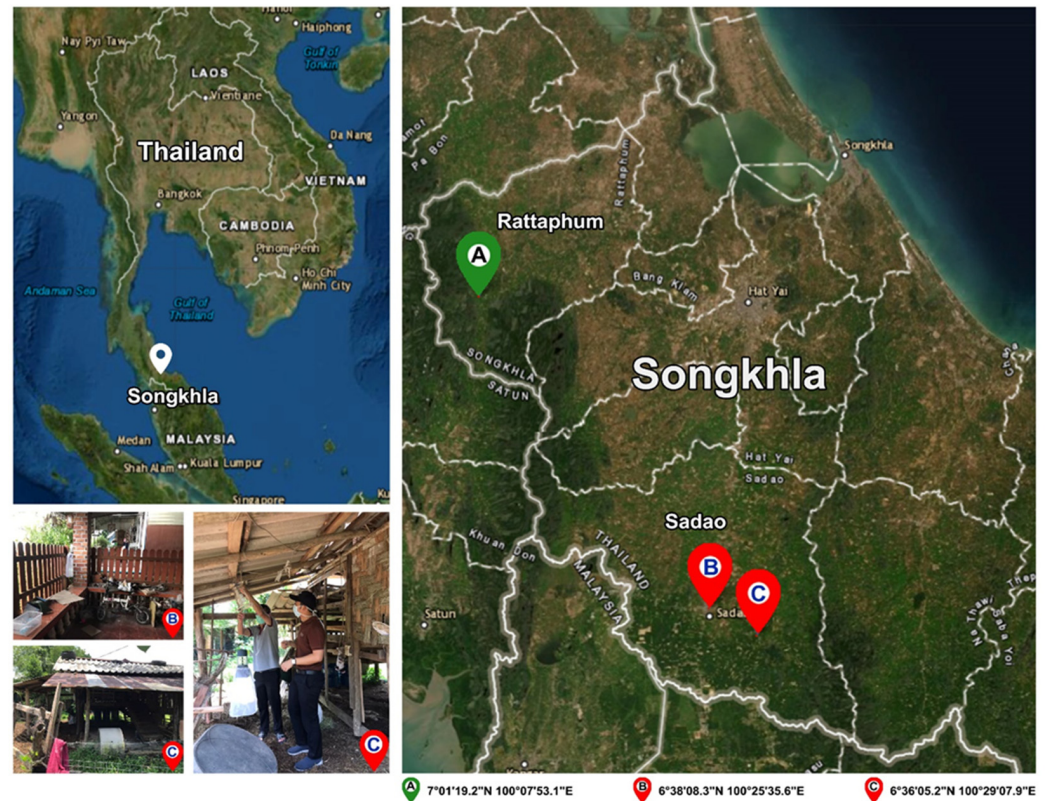 Hanoi
Nay Pyi Taw
Haiphong
Gulf of
Tonkin
LAOS
Vientiane
Yangon
Thailand
Da Nang
VIETNAM
Bangkok
CAMBODIA
Phnom Penh
Ho Chi
Minh City
Andaman Sea
Gulf of
Thailand
Songkhla
Medan
MALAYSIA
Shah Alam
Kuala Lumpur
Singapore
Ku
B
C
C
Pa Bon
Rattaphum
Songkhla
Rattaphum
A
Bang Klam
Hat Yai
SONGKHLA
SATUN
Songkhla
Hat Yai
Sadao
Sadao
Khuan Don
THAILAND
MALAYSIA
B
C
Sada
Satun
Thep
Na Thawi
Saba Yoi
A 7°01'19.2"N 100°07'53.1"E
B 6°38'08.3"N 100°25'35.6"E
C 6°36'05.2"N 100°29'07.9"E